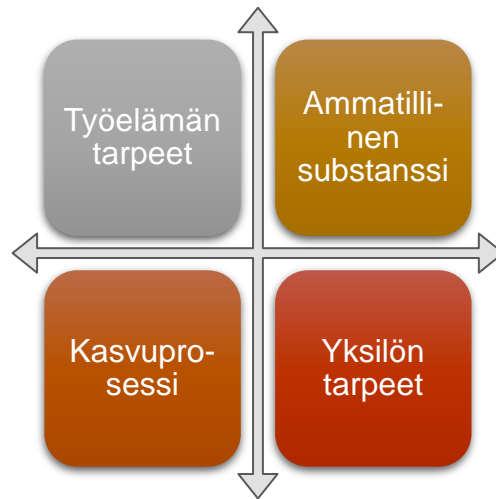 Työelämän
tarpeet
Ammatilli-
nen
substanssi
Kasvupro-
sessi
Yksilön
tarpeet